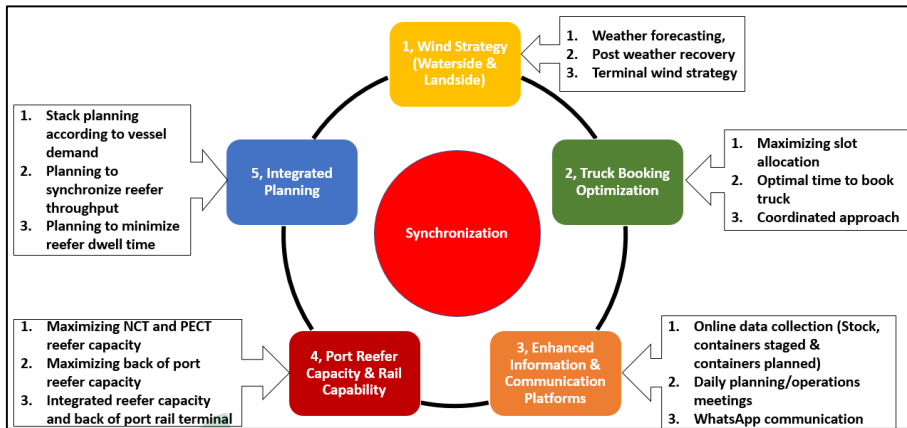 1, Wind Strategy
(Waterside &
Landside)
1. Weather forecasting,
2. Post weather recovery
3. Terminal wind strategy
2, Truck Booking
Optimization
1. Maximizing slot
allocation
2. Optimal time to book
truck
3. Coordinated approach
3, Enhanced
Information &
Communication
Platforms
1. Online data collection (Stock,
containers staged &
containers planned)
2. Daily planning/operations
meetings
3. WhatsApp communication
4, Port Reefer
Capacity & Rail
Capability
1. Maximizing NCT and PECT
reefer capacity
2. Maximizing back of port
reefer capacity
3. Integrated reefer capacity
and back of port rail terminal
5, Integrated
Planning
1. Stack planning
according to vessel
demand
2. Planning to
synchronize reefer
throughput
3. Planning to minimize
reefer dwell time
Synchronization